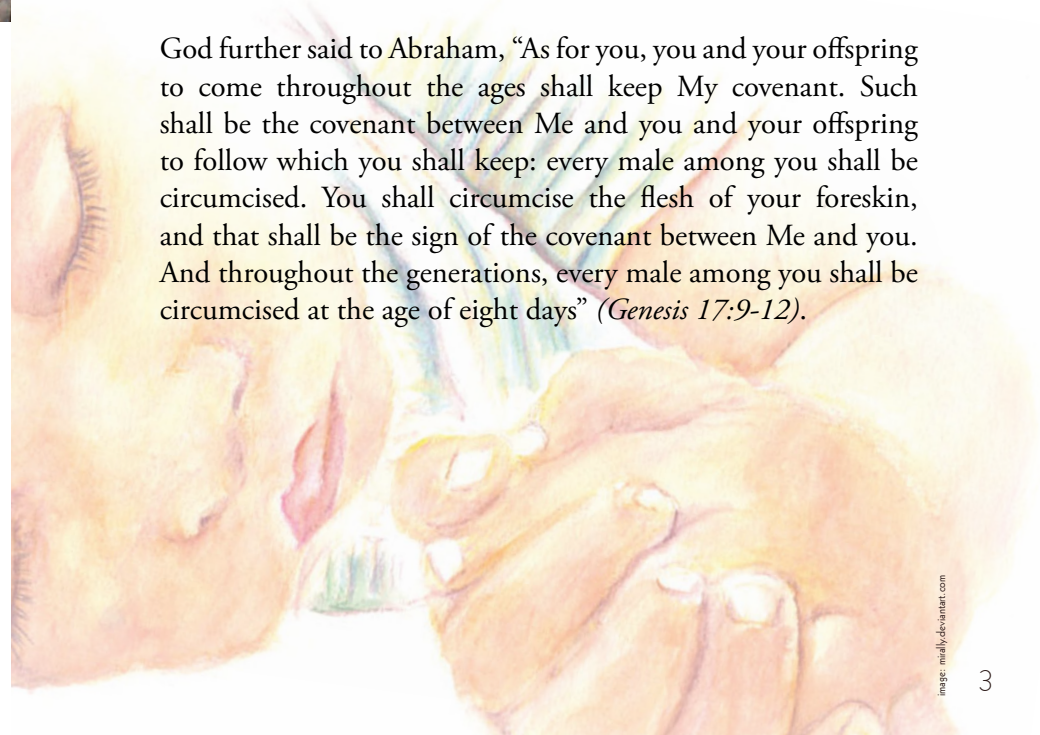 God further said to Abraham, “As for you, you and your offspring
to come throughout the ages shall keep My covenant. Such
shall be the covenant between Me and you and your offspring
to follow which you shall keep: every male among you shall be
circumcised. You shall circumcise the flesh of your foreskin,
and that shall be the sign of the covenant between Me and you.
And throughout the generations, every male among you shall be
circumcised at the age of eight days” (Genesis 17:9-12).
image: mirally.deviantart.com
3